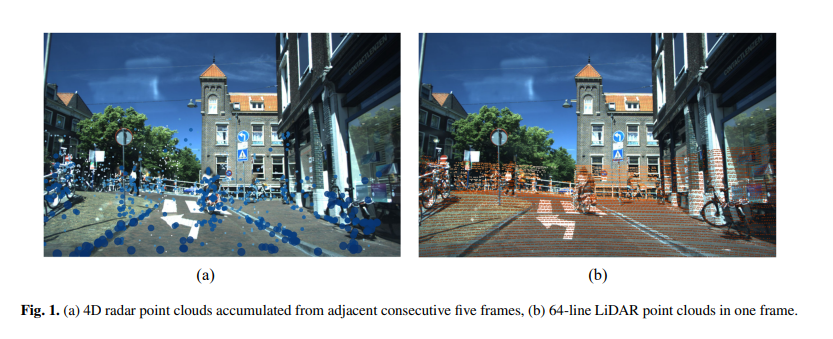 (a)
(b)
Fig. 1. (a) 4D radar point clouds accumulated from adjacent consecutive five frames, (b) 64-line LiDAR point clouds in one frame.